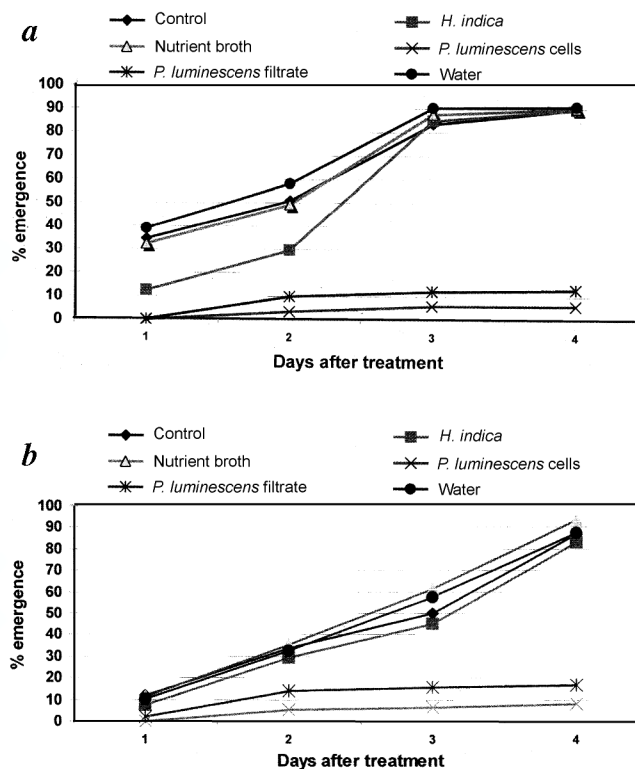 a
Control
Nutrient broth
P. luminescens filtrate
H. indica
P. luminescens cells
Water
100
90
80
70
60
50
40
30
20
10
0
% emergence
1 2 3 4
Days after treatment
b
Control
Nutrient broth
P. luminescens filtrate
H. indica
P. luminescens cells
Water
100
90
80
70
60
50
40
30
20
10
0
% emergence
1 2 3 4
Days after treatment